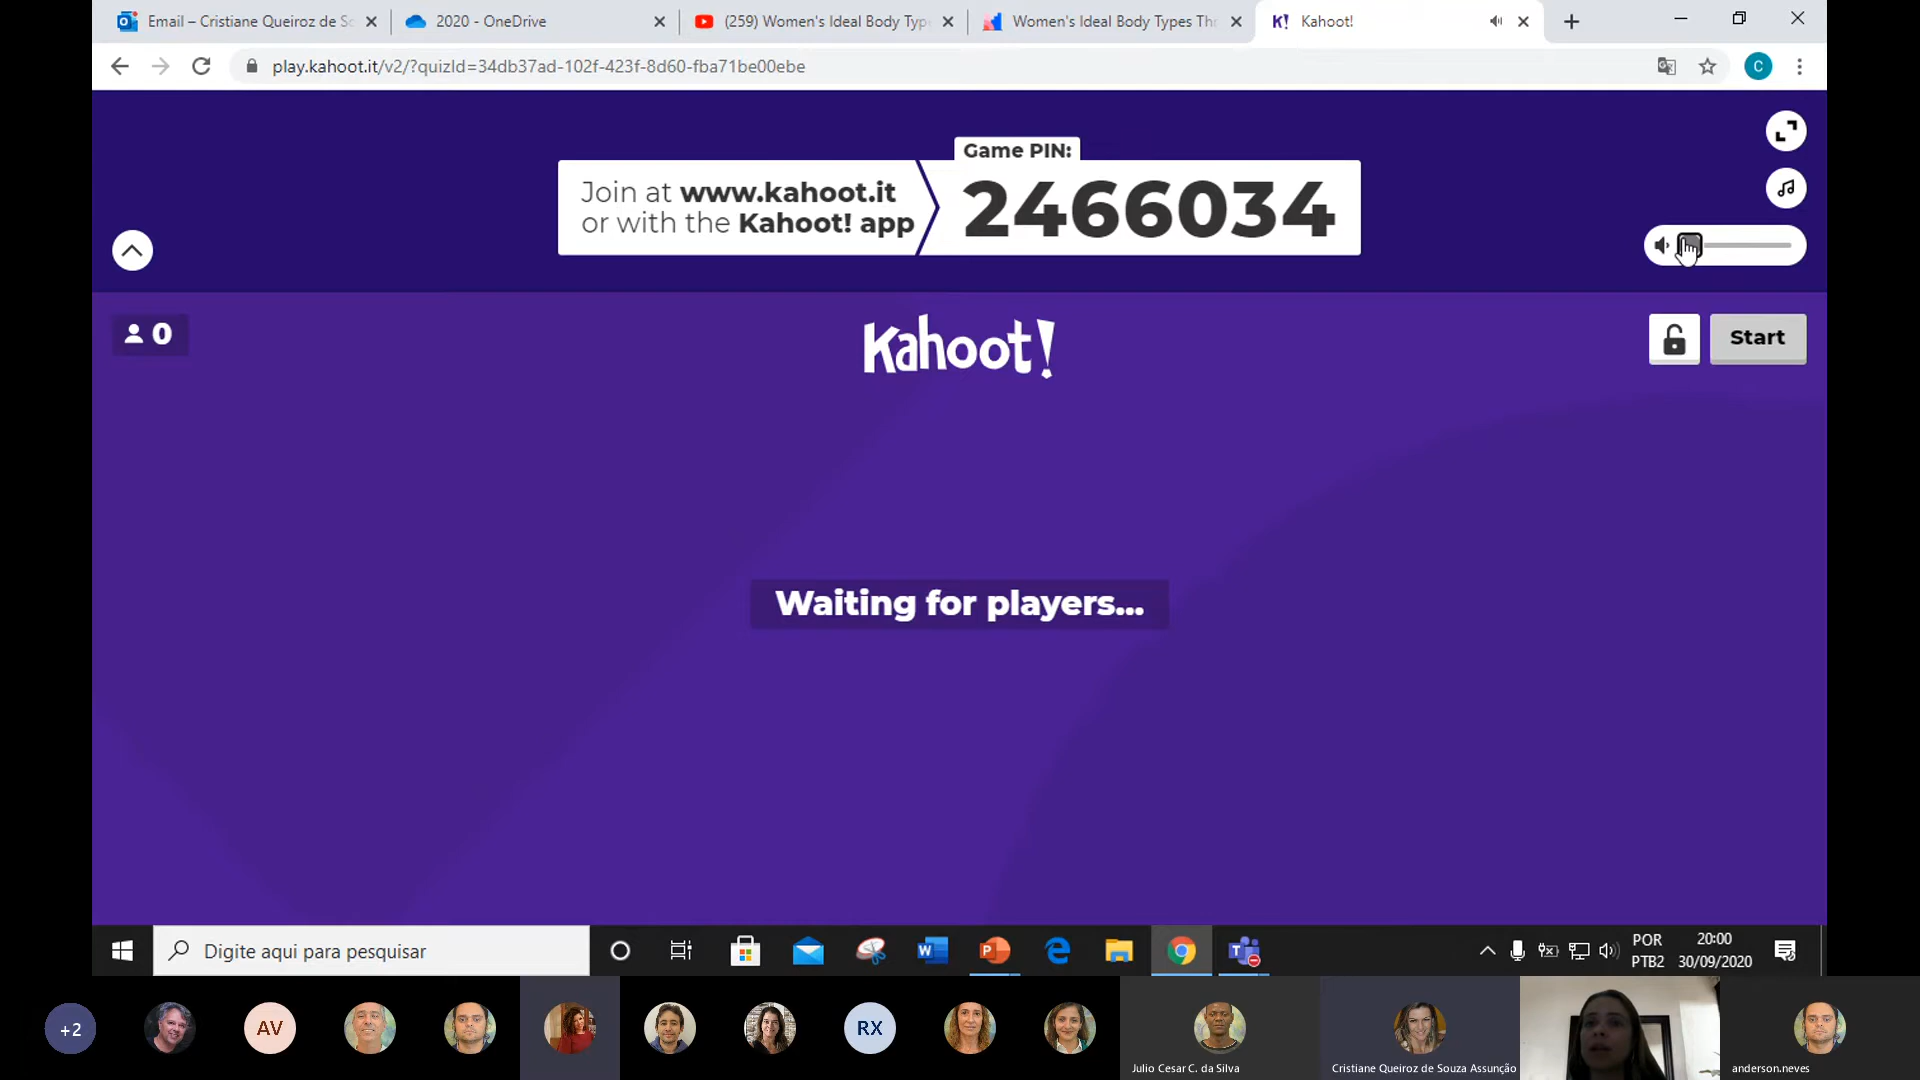 Email – Cristiane Queiroz de So
2020 - OneDrive
(259) Women's Ideal Body Type
Women's Ideal Body Types Thr
K! Kahoot!
play.kahoot.it/v2/?quizId=34db37ad-102f-423f-8d60-fba71be00ebe
C
Game PIN:
Join at www.kahoot.it
or with the Kahoot! app
2466034
0
Kahoot!
Start
Waiting for players...
Digite aqui para pesquisar
POR
PTB2
20:00
30/09/2020
+2
AV
RX
Julio Cesar C. da Silva
Cristiane Queiroz de Souza Assunção
anderson.neves